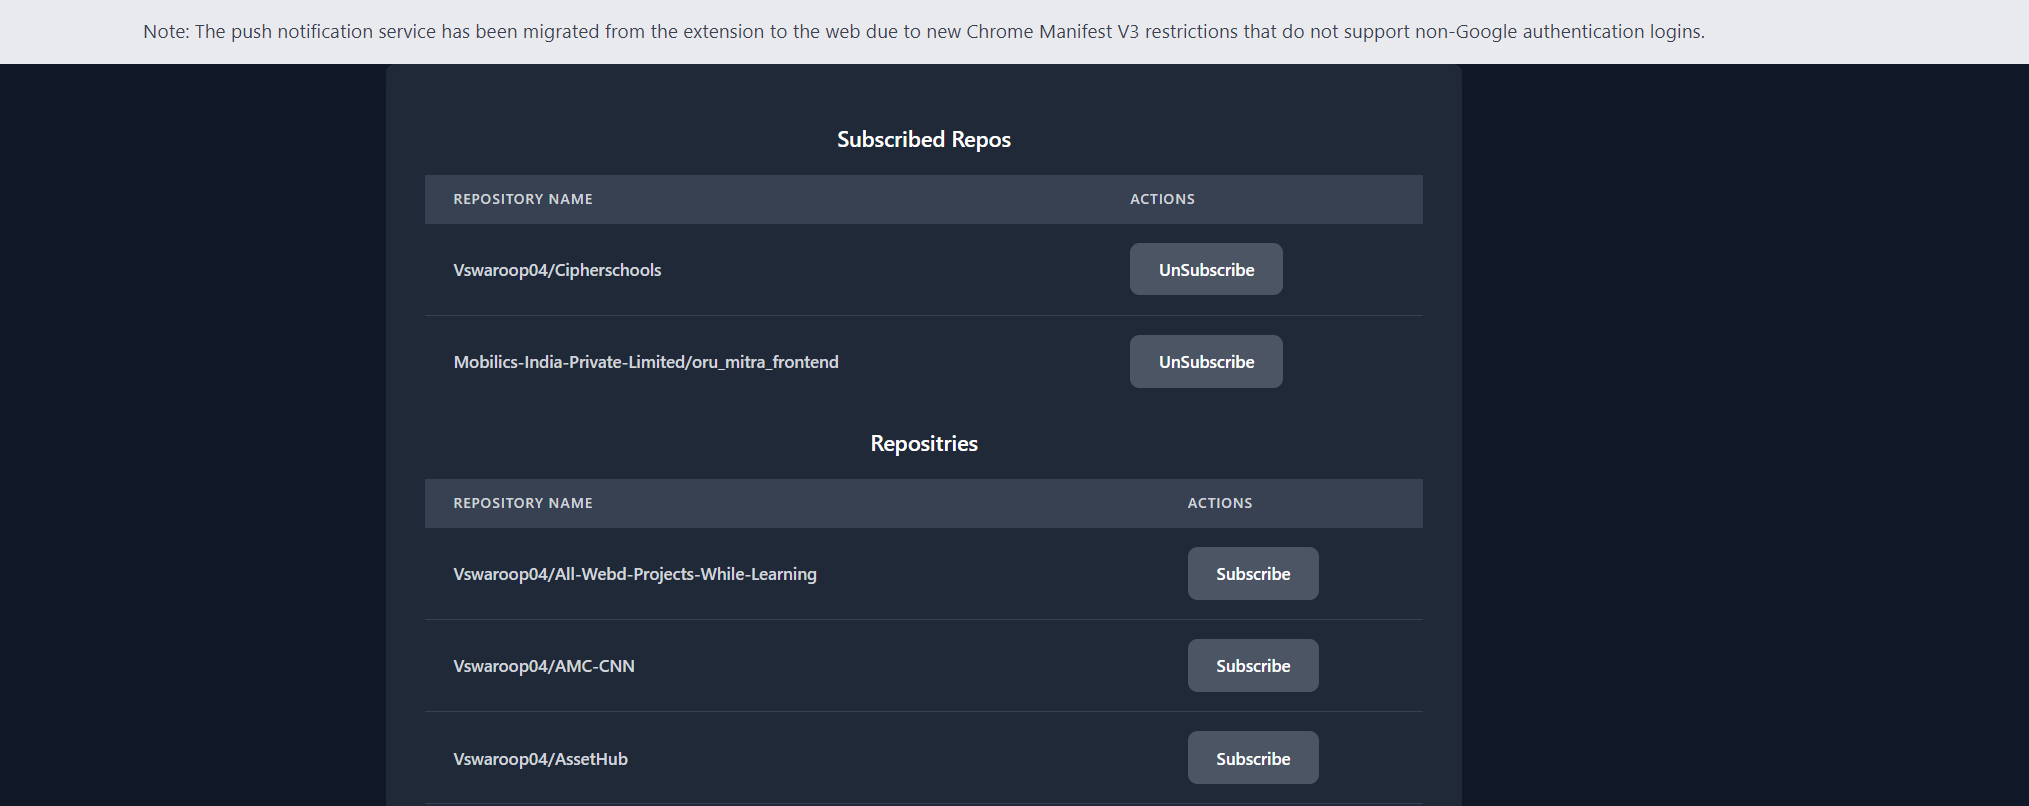 Note: The push notification service has been migrated from the extension to the web due to new Chrome Manifest V3 restrictions that do not support non-Google authentication logins.
Subscribed Repos
REPOSITORY NAME ACTIONS
Vswaroop04/Cipherschools UnSubscribe
Mobilics-India-Private-Limited/oru_mitra_frontend UnSubscribe
Repositries
REPOSITORY NAME ACTIONS
Vswaroop04/All-Webd-Projects-While-Learning Subscribe
Vswaroop04/AMC-CNN Subscribe
Vswaroop04/AssetHub Subscribe